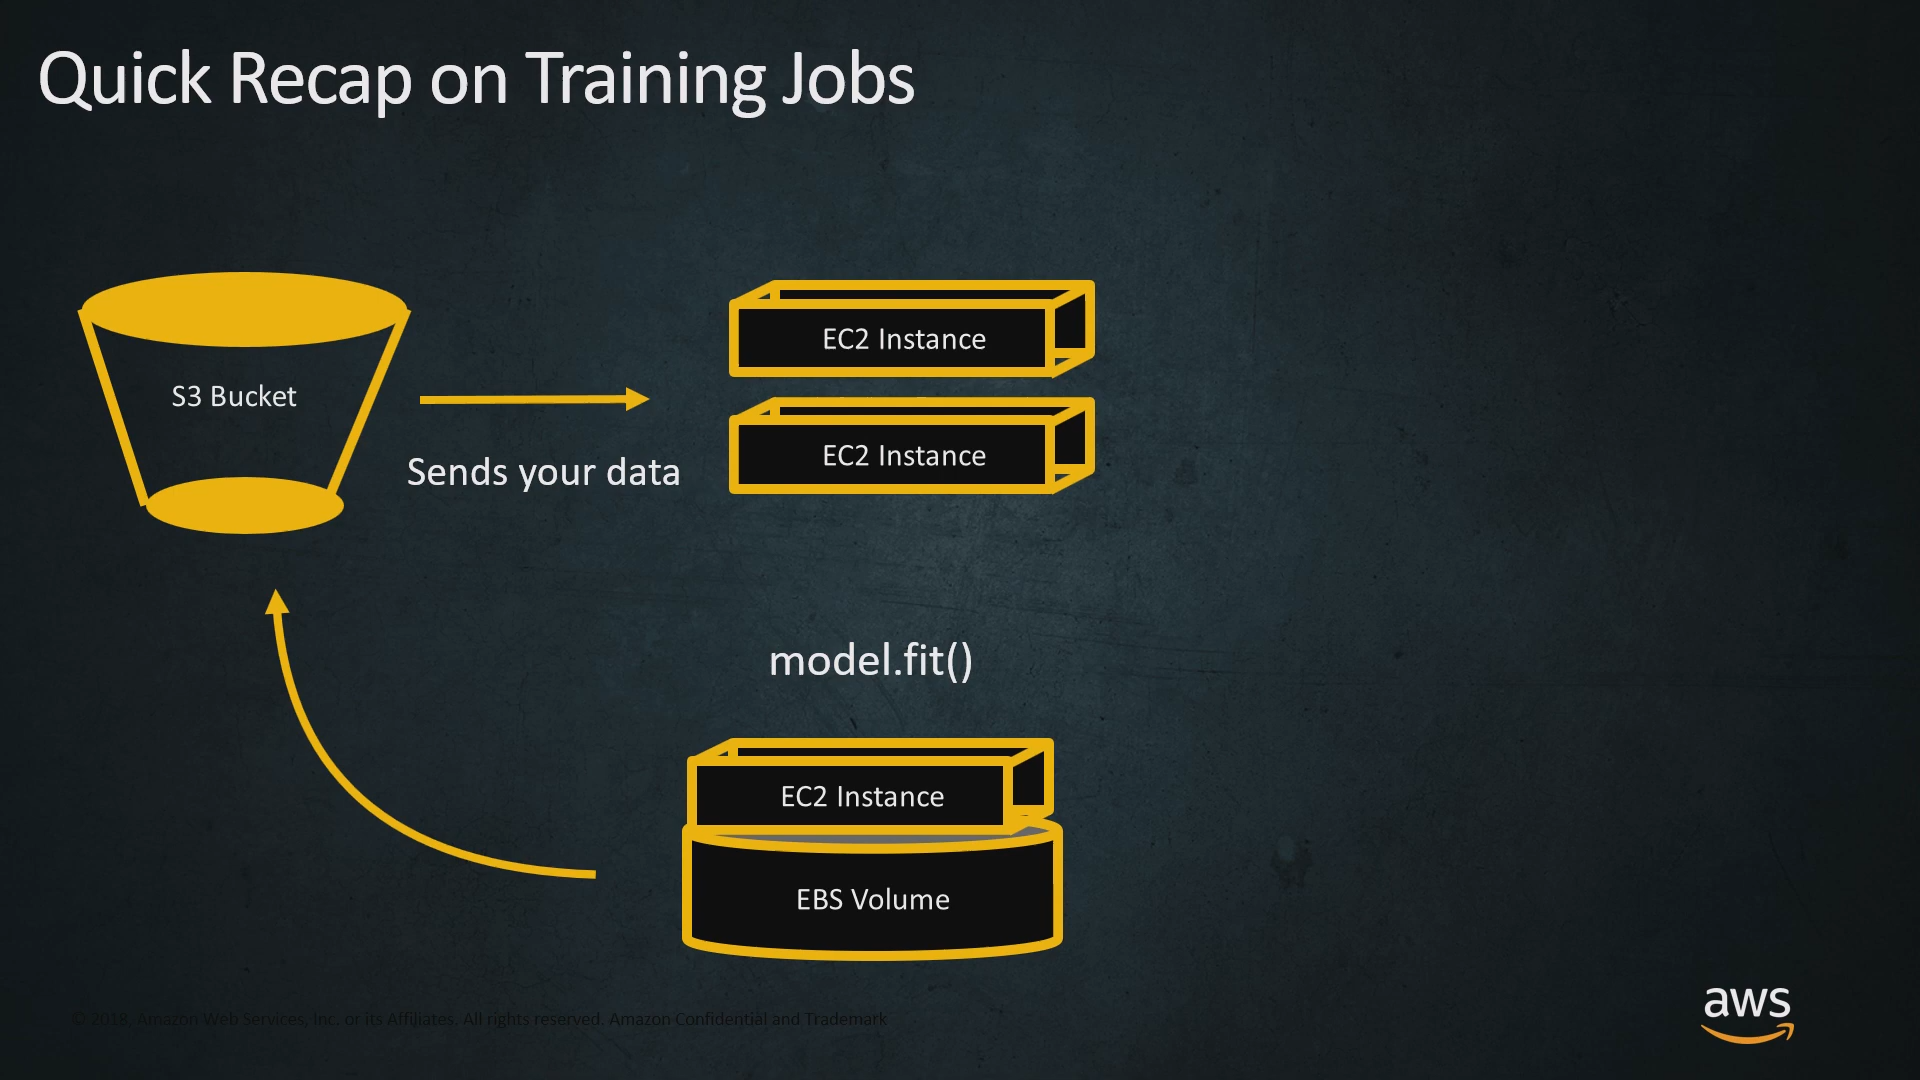 Quick Recap on Training Jobs
EC2 Instance
S3 Bucket
EC2 Instance
Sends your data
model.fit()
EC2 Instance
EBS Volume
© 2018, Amazon Web Services, Inc. or its Affiliates. All rights reserved. Amazon Confidential and Trademark
aws